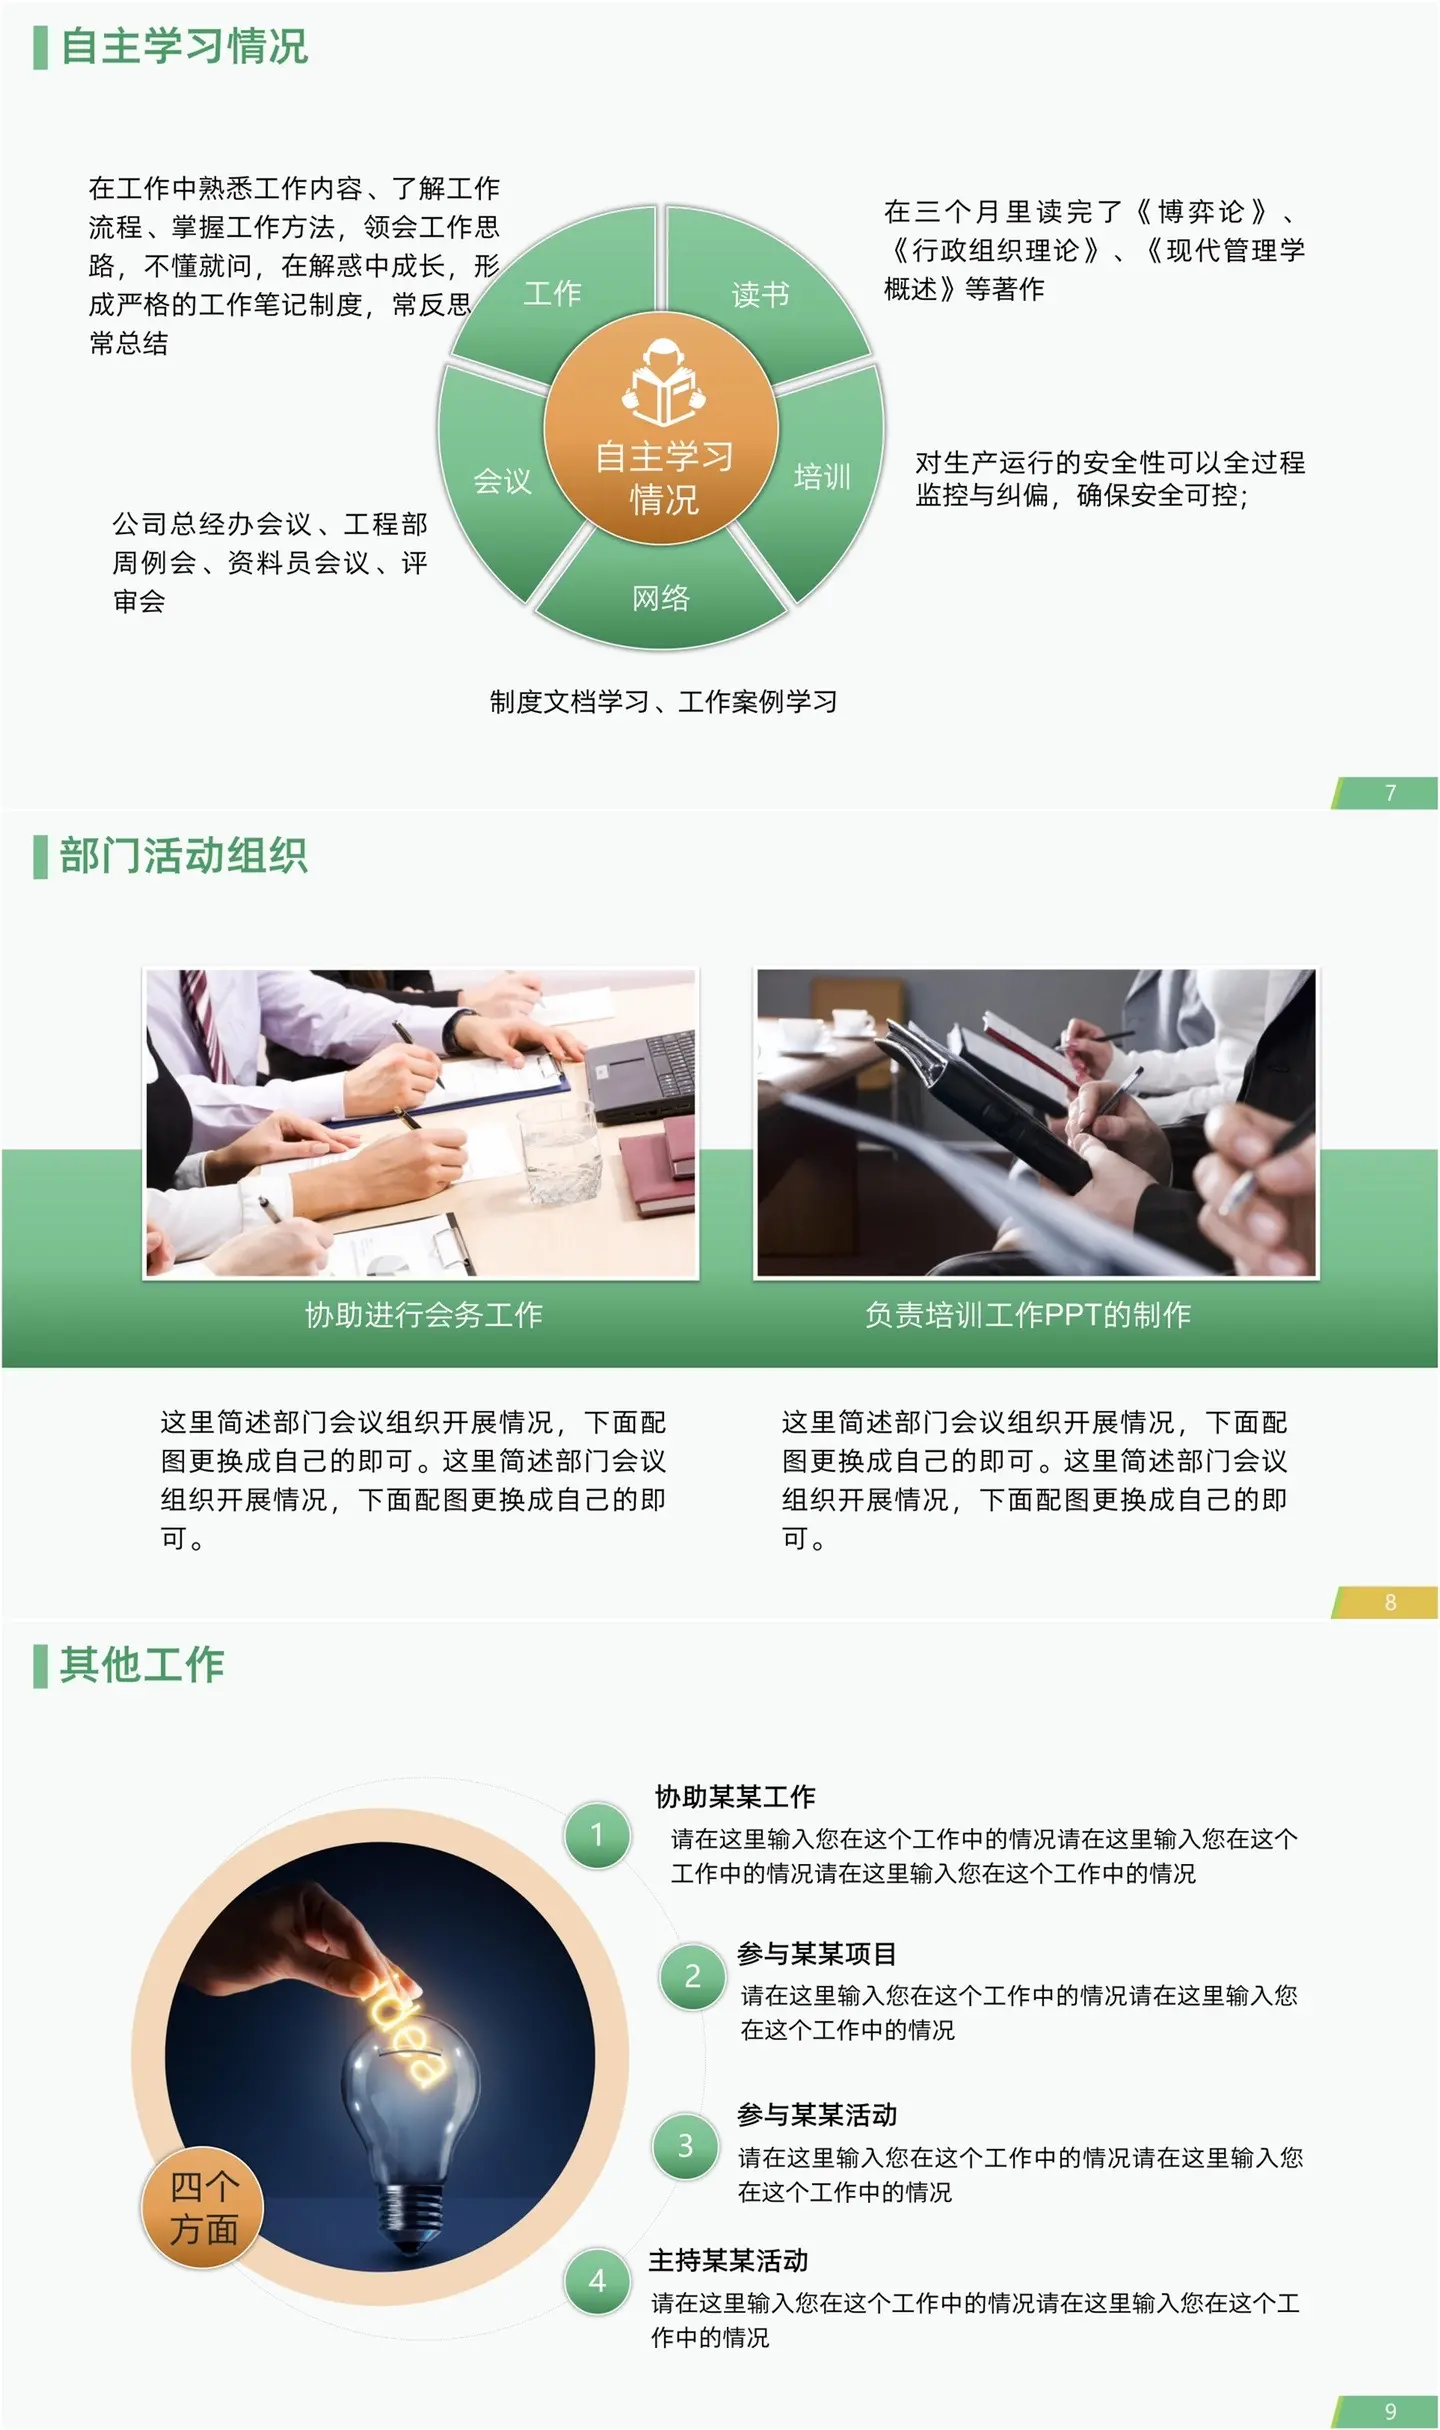 自主学习情况
在工作中熟悉工作内容、了解工作
流程、掌握工作方法，领会工作思
路，不懂就问，在解惑中成长，形
成严格的工作笔记制度，常反思
常总结
工作
读书
在三个月里读完了《博弈论》、
《行政组织理论》、《现代管理学
概述》等著作
自主学习
情况
会议
培训
网络
公司总经办会议、工程部
周例会、资料员会议、评
审会
对生产运行的安全性可以全过程
监控与纠偏，确保安全可控；
制度文档学习、工作案例学习
7
部门活动组织
协助进行会务工作
负责培训工作PPT的制作
这里简述部门会议组织开展情况，下面配
图更换成自己的即可。这里简述部门会议
组织开展情况，下面配图更换成自己的即
可。
这里简述部门会议组织开展情况，下面配
图更换成自己的即可。这里简述部门会议
组织开展情况，下面配图更换成自己的即
可。
8
其他工作
idea
四个
方面
1
协助某某工作
请在这里输入您在这个工作中的情况请在这里输入您在这个
工作中的情况请在这里输入您在这个工作中的情况
2
参与某某项目
请在这里输入您在这个工作中的情况请在这里输入您
在这个工作中的情况
3
参与某某活动
请在这里输入您在这个工作中的情况请在这里输入您
在这个工作中的情况
4
主持某某活动
请在这里输入您在这个工作中的情况请在这里输入您在这个工
作中的情况
9